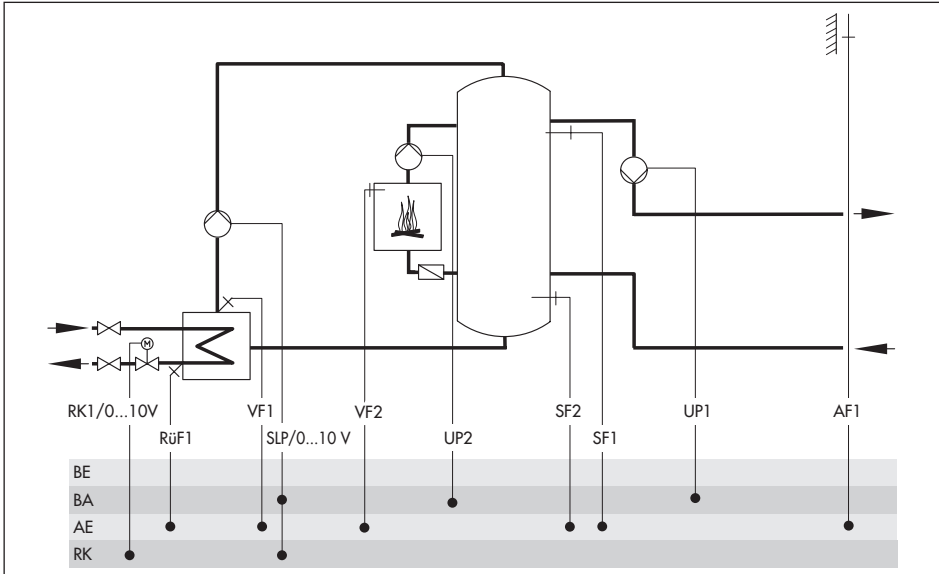 M
RK1/0...10V VF1 VF2 SF2 UP1 AF1
RüF1 SLP/0...10 V UP2 SF1
BE
BA
AE
RK